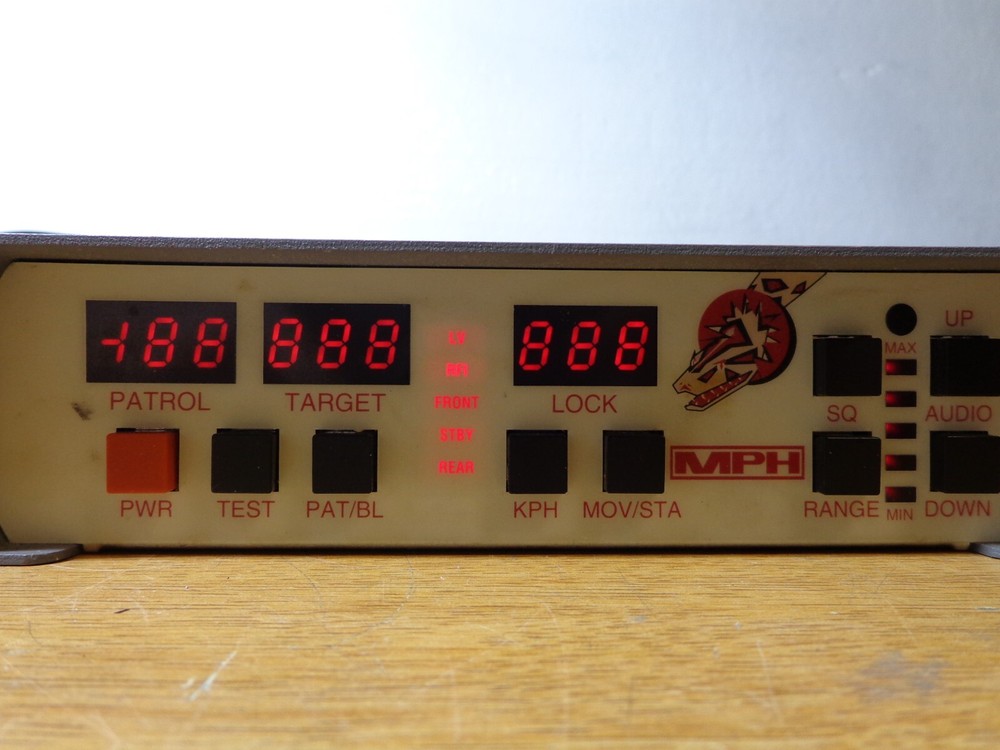 188 888 888
PATROL TARGET LOCK
RFI
FRONT
STBY
REAR
PWR TEST PAT/BL KPH MOV/STA
MPH
SQ
RANGE
MAX
MIN
UP
AUDIO
DOWN